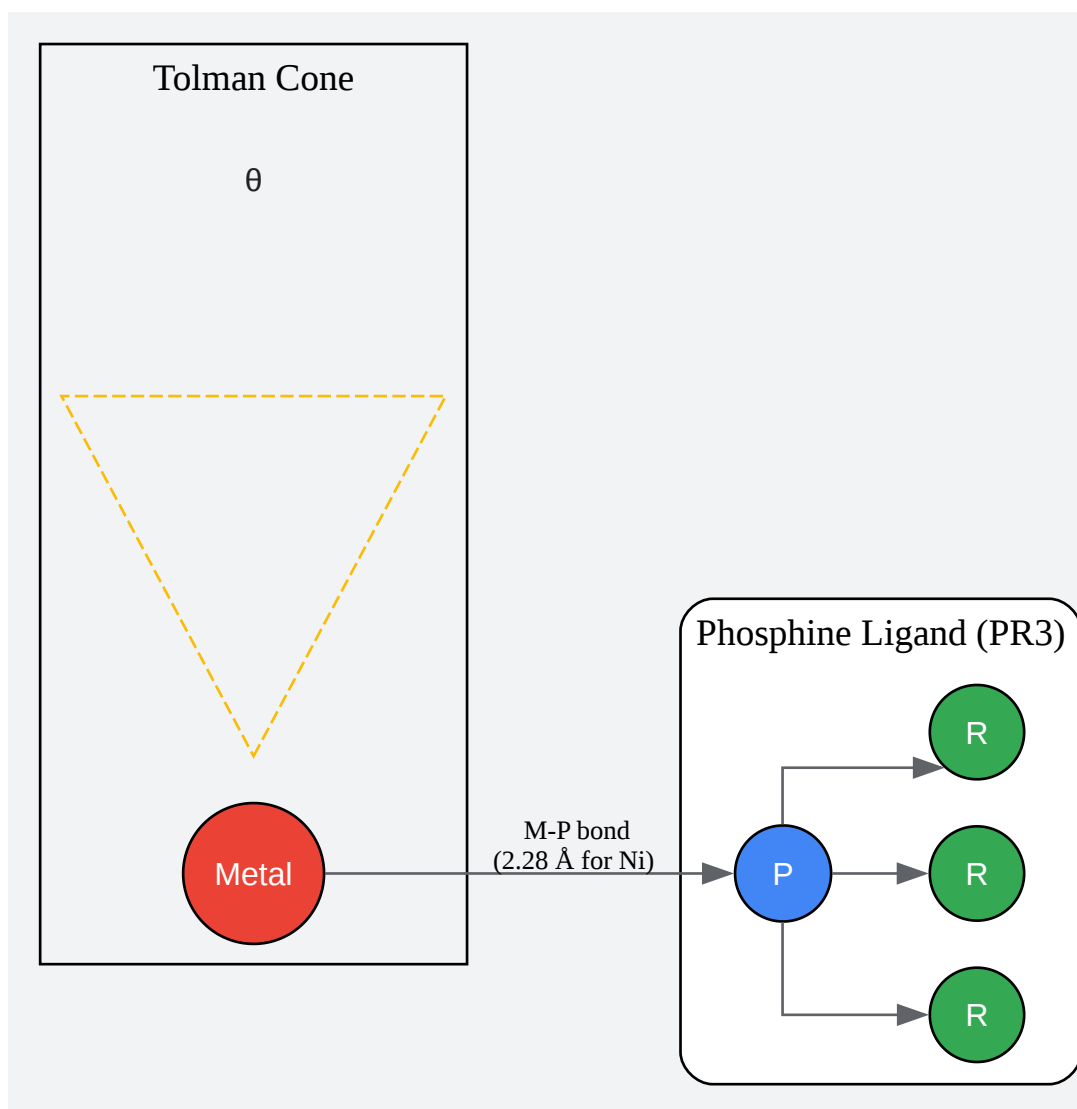 Tolman Cone
θ
Phosphine Ligand (PR3)
R
M-P bond
(2.28 Å for Ni)
Metal
P
R
R